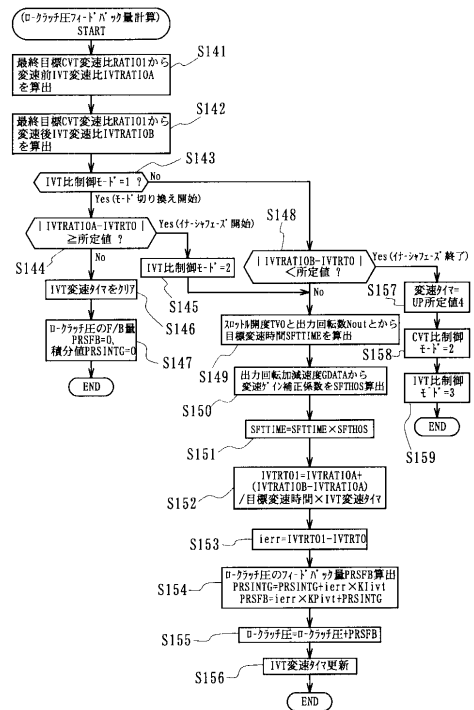 (ロークラッチ圧フィードバック量計算)
START
S141
最終目標CVT変速比RATIO1から
変速前IVT変速比IVTRATIOA
を算出
S142
最終目標CVT変速比RATIO1から
変速後IVT変速比IVTRATIOB
を算出
S143
IVT比制御モード=1 ?
No
Yes(モード切り換え開始)
|IVTRATIOA-IVTRTO|
≧所定値 ?
S144
Yes(イナーシャフェーズ開始)
No
IVT比制御モード=2
S145
IVT変速タイマをクリア
S146
ロークラッチ圧のF/B量
PRSFB=0,
積分値PRSINTG=0
S147
END
S148
|IVTRATIOB-IVTRTO|
<所定値 ?
Yes(イナーシャフェーズ終了)
No
S157
変速タイマ=
UP所定値4
S158
CVT比制御
モード=2
IVT比制御
モード=3
S159
END
スロットル開度TVOと出力回転数Noutとから
目標変速時間SFTTIMEを算出
S149
出力回転加減速度GDATAから
変速ゲイン補正係数をSFTHOS算出
S150
SFTTIME=SFTTIME×SFTHOS
S151
IVTRTO1=IVTRATIOA+
(IVTRATIOB-IVTRATIOA)
/目標変速時間×IVT変速タイマ
S152
ierr=IVTRTO1-IVTRTO
S153
ロークラッチ圧のフィードバック量PRSFB算出
PRSINTG=PRSINTG+ierr×KIivt
PRSFB=ierr×KPivt+PRSINTG
S154
ロークラッチ圧=ロークラッチ圧+PRSFB
S155
IVT変速タイマ更新
S156
END